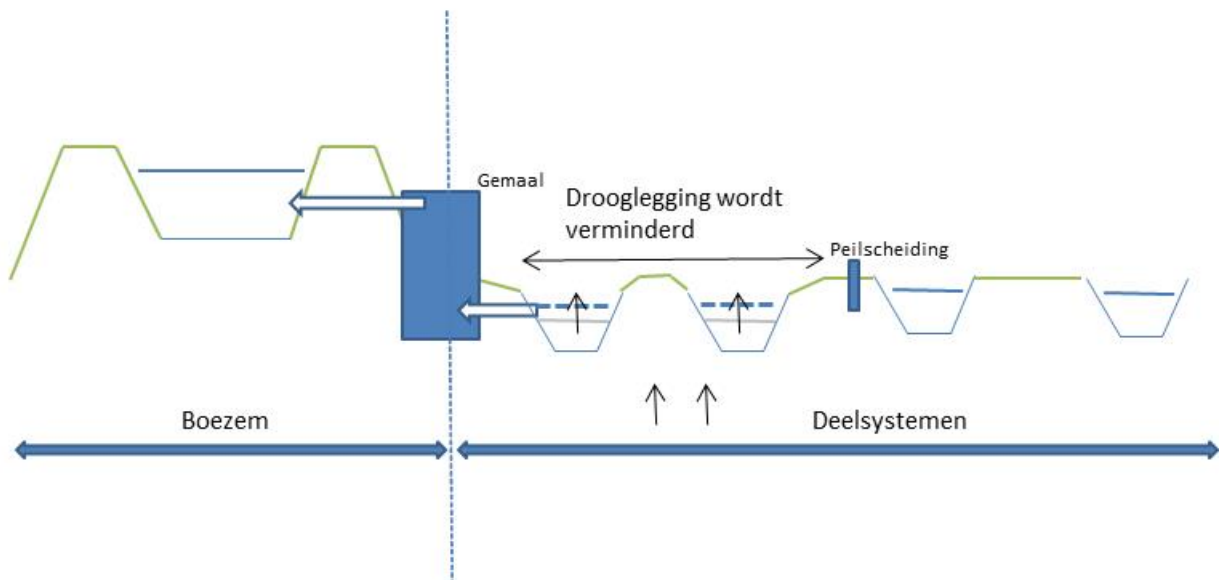 Gemaal
Drooglegging wordt
verminderd
Peilscheiding
Boezem
Deelsystemen